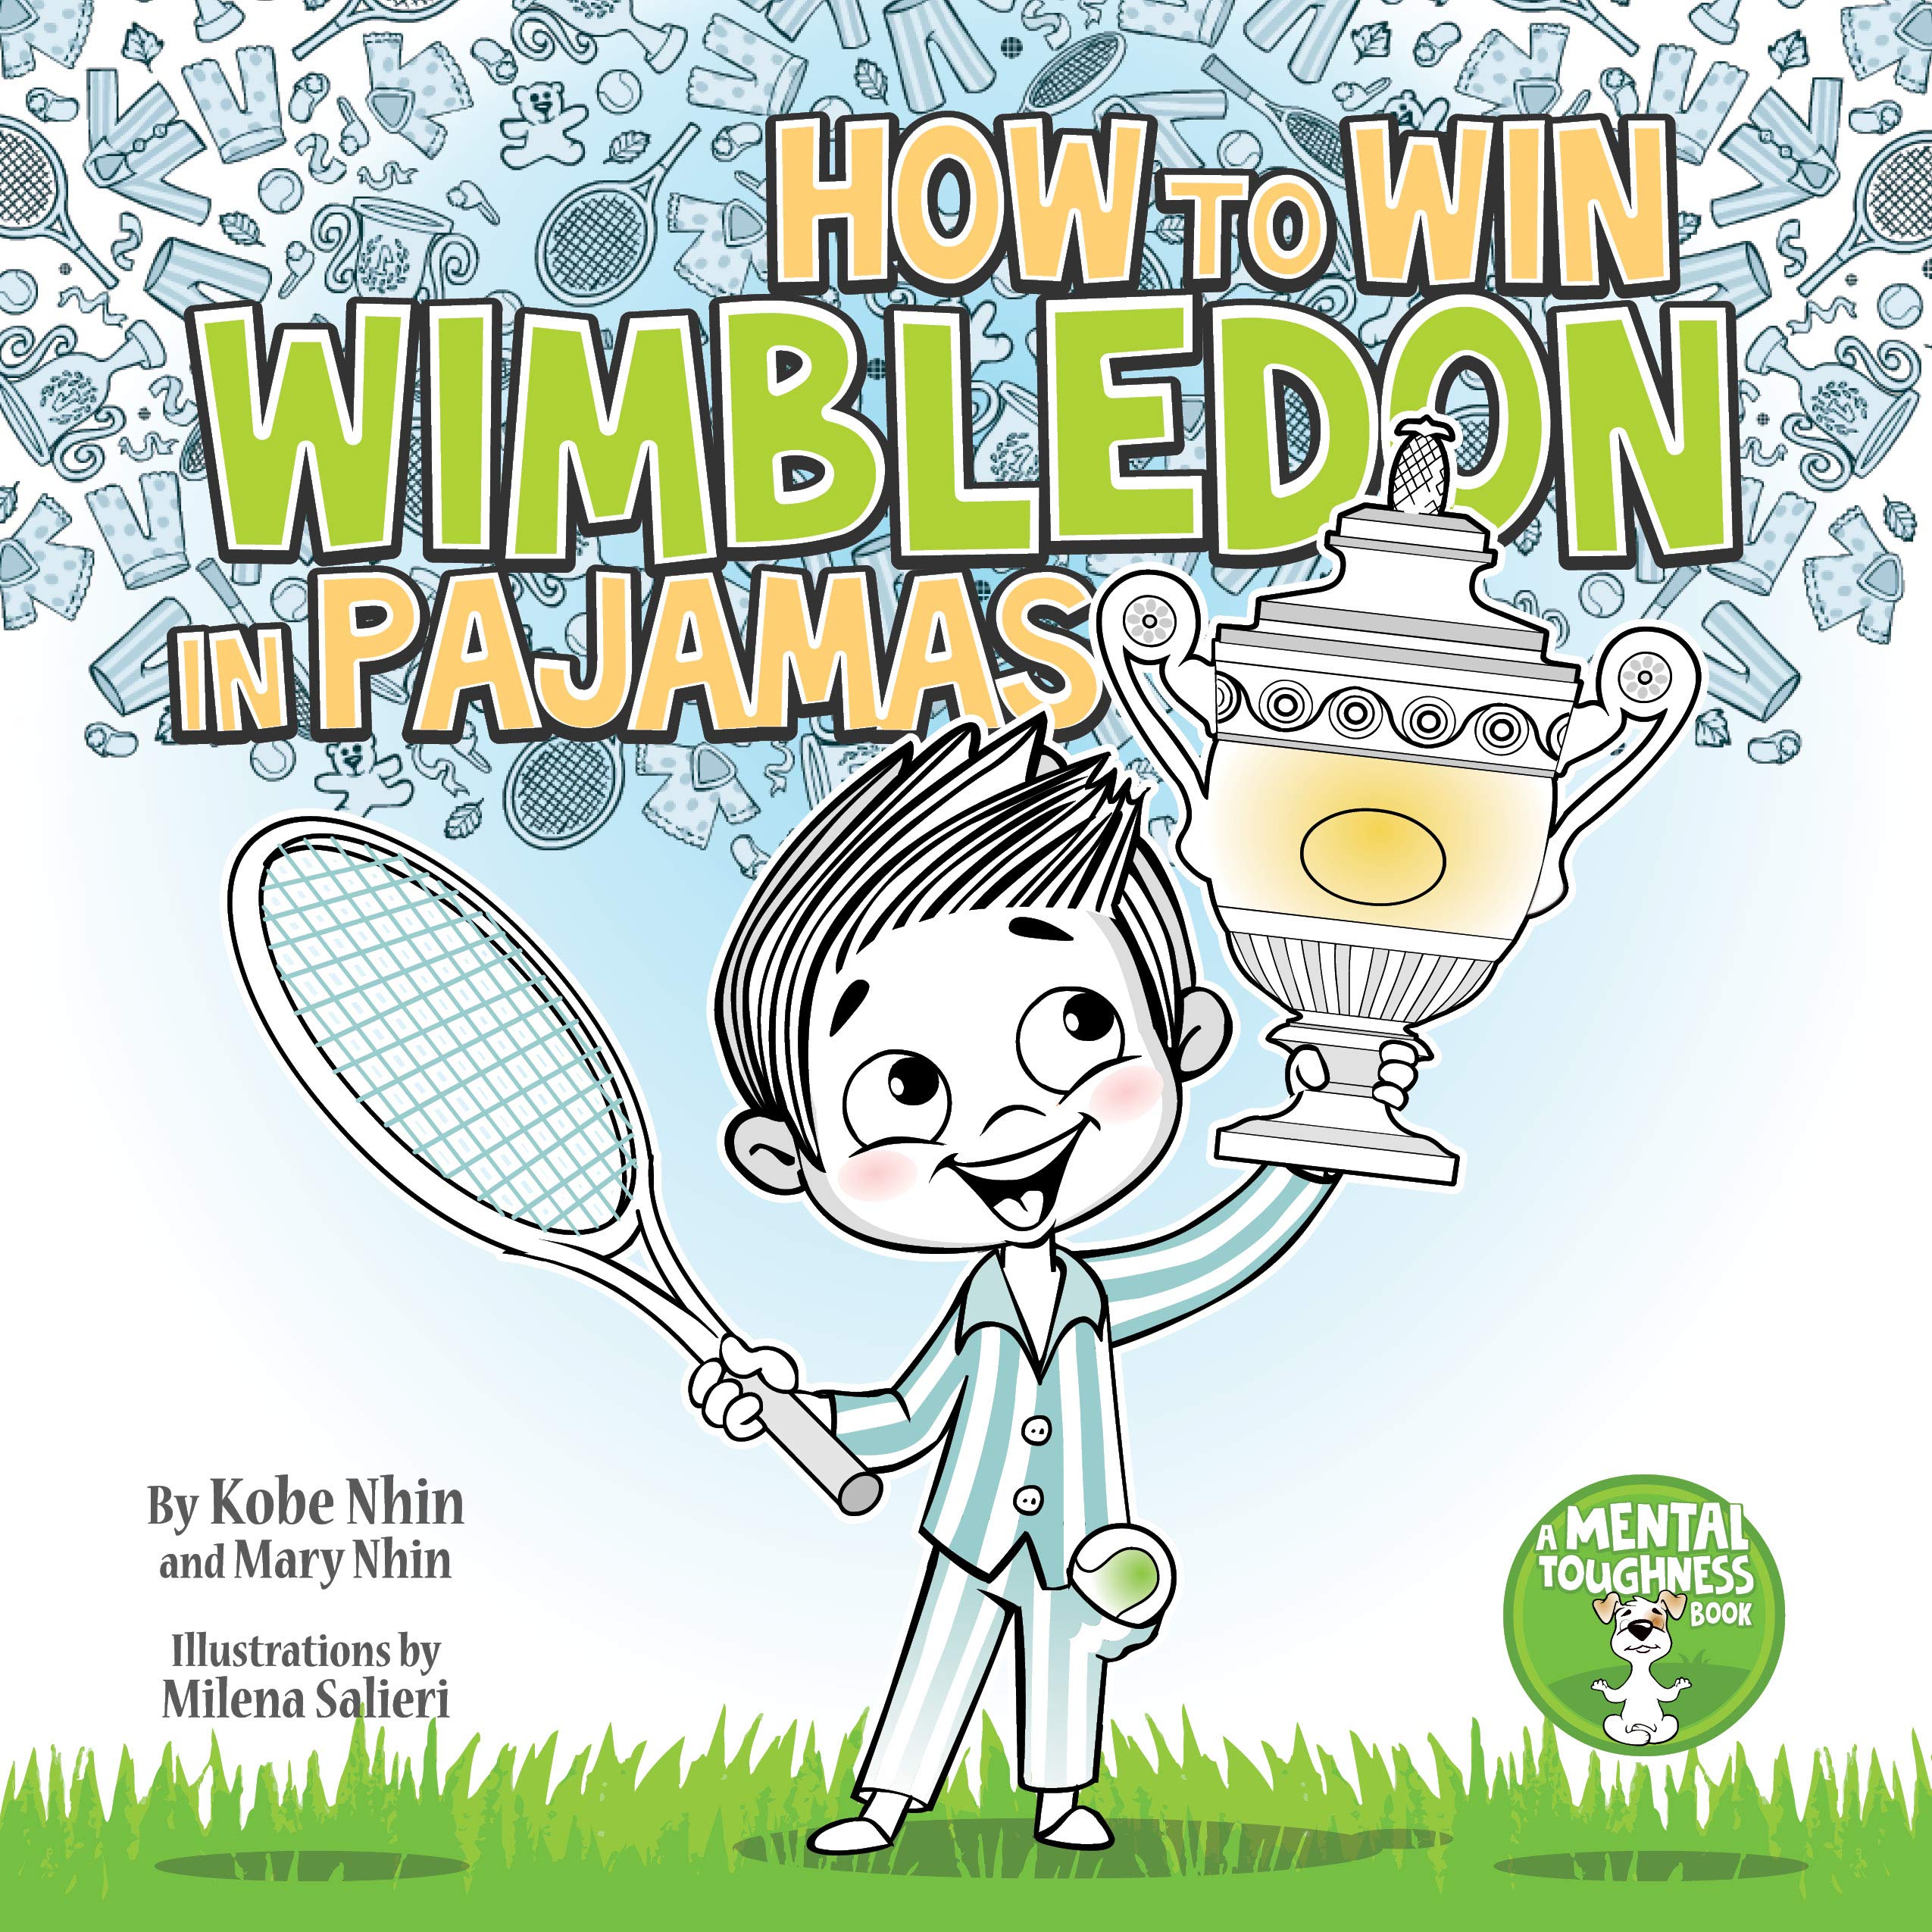 HOW TO WIN
WIMBLEDON
IN PAJAMAS
By Kobe Nhin
and Mary Nhin
Illustrations by
Milena Salieri
A MENTAL
TOUGHNESS
BOOK